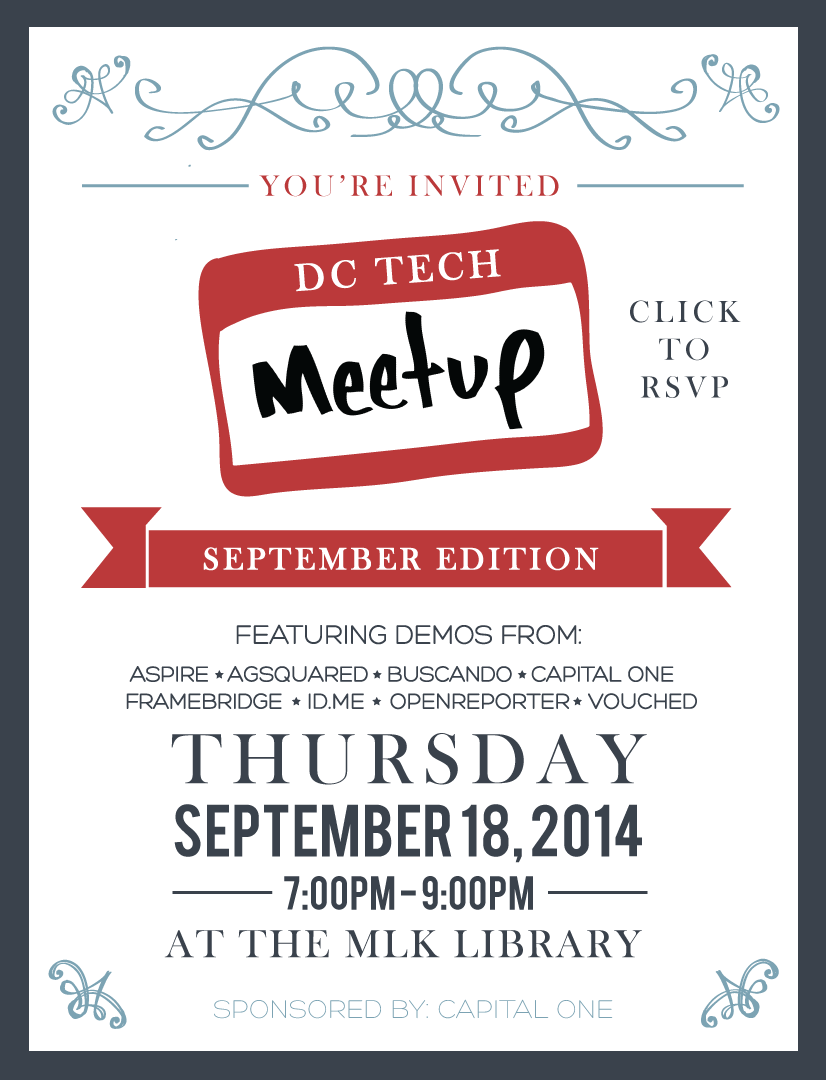 YOU'RE INVITED
DC TECH
Meetup
CLICK
TO
RSVP
SEPTEMBER EDITION
FEATURING DEMOS FROM:
ASPIRE ★ AGSQUARED ★ BUSCANDO ★ CAPITAL ONE
FRAMEBRIDGE ★ ID.ME ★ OPENREPORTER ★ VOUCHED
THURSDAY
SEPTEMBER 18, 2014
7:00PM – 9:00PM
AT THE MLK LIBRARY
SPONSORED BY: CAPITAL ONE